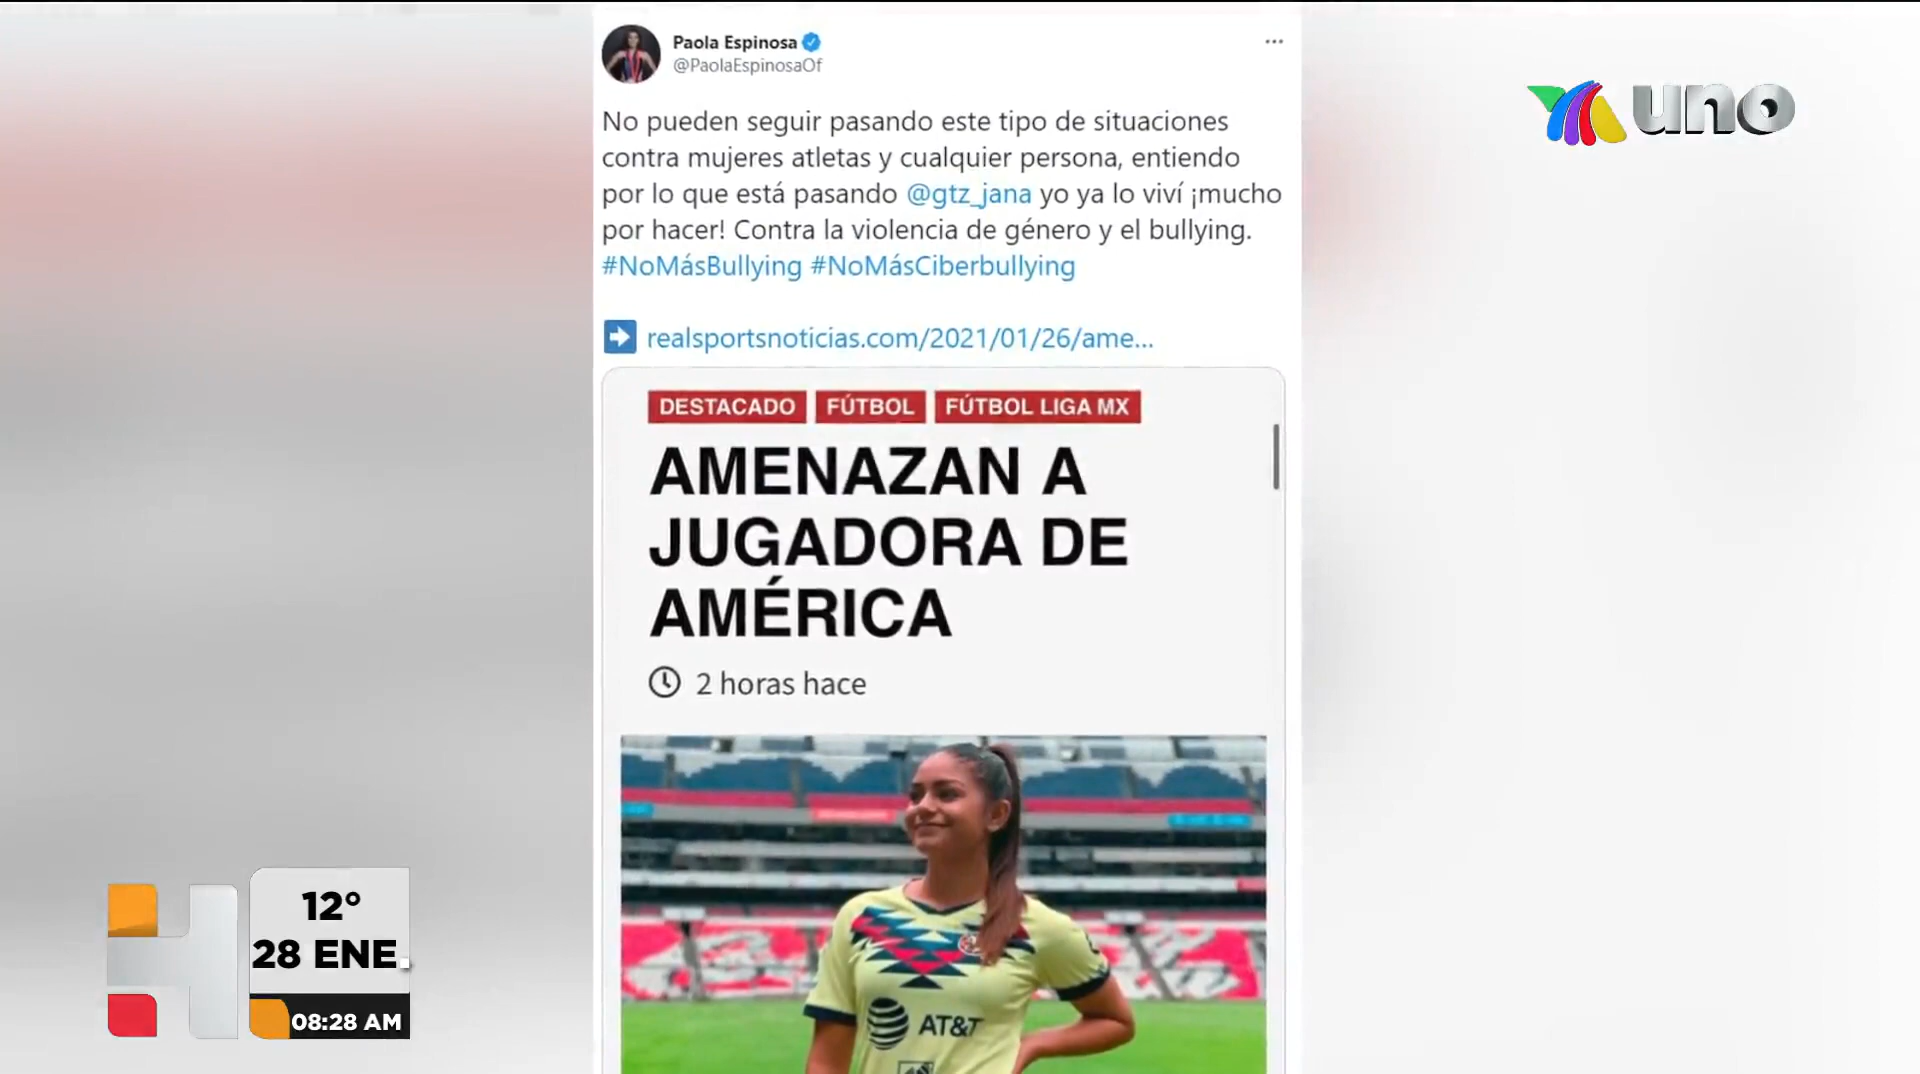 Paola Espinosa
@PaolaEspinosaOf
No pueden seguir pasando este tipo de situaciones
contra mujeres atletas y cualquier persona, entiendo
por lo que está pasando @gtz_jana yo ya lo viví ¡mucho
por hacer! Contra la violencia de género y el bullying.
#NoMásBullying #NoMásCiberbullying
realsportsnoticias.com/2021/01/26/ame...
DESTACADO FÚTBOL FÚTBOL LIGA MX
AMENAZAN A
JUGADORA DE
AMÉRICA
2 horas hace
AT&T
uno
12°
28 ENE.
08:28 AM